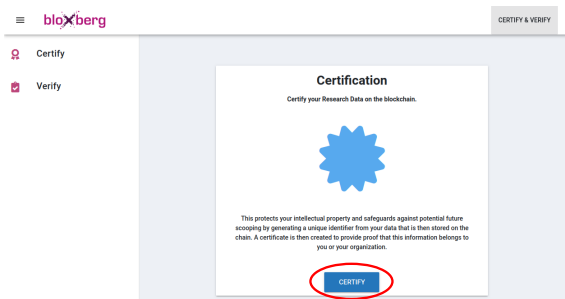 bloxberg
CERTIFY & VERIFY
Certify
Verify
Certification
Certify your Research Data on the blockchain.
This protects your intellectual property and safeguards against potential future
scooping by generating a unique identifier from your data that is then stored on the
chain. A certificate is then created to provide proof that this information belongs to
you or your organization.
CERTIFY